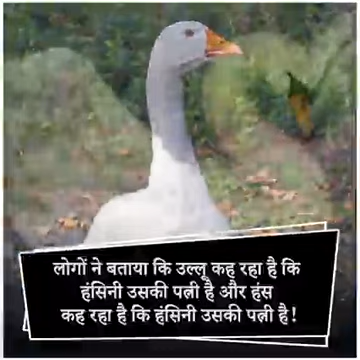 लोगों ने बताया कि उल्लू कह रहा है कि
हंसिनी उसकी पत्नी है और हंस
कह रहा है कि हंसिनी उसकी पत्नी है!